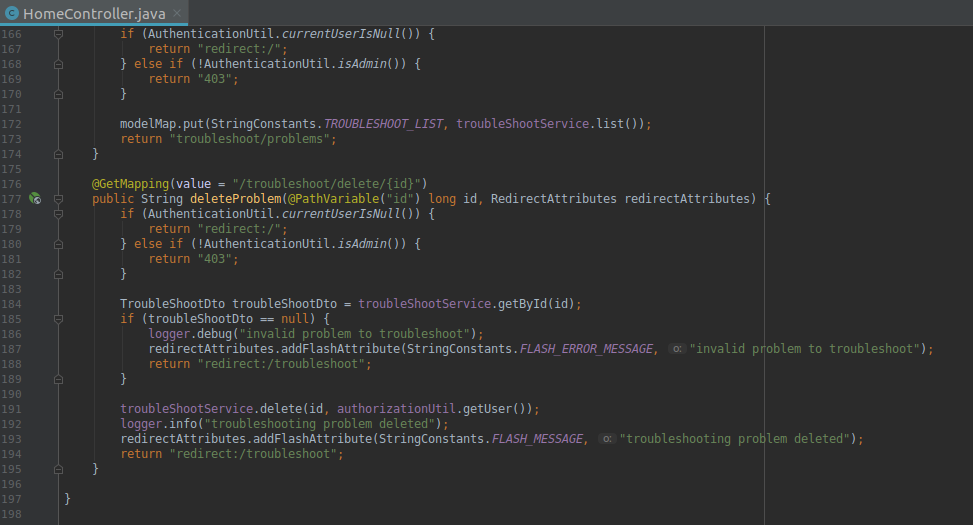 HomeController.java ×
166 if (AuthenticationUtil.currentUserIsNull()) {
167 return "redirect:/";
168 } else if (!AuthenticationUtil.isAdmin()) {
169 return "403";
170 }
171
172 modelMap.put(StringConstants.TROUBLESHOOT_LIST, troubleShootService.list());
173 return "troubleshoot/problems";
174 }
175
176 @GetMapping(value = "/troubleshoot/delete/{id}")
177 public String deleteProblem(@PathVariable("id") long id, RedirectAttributes redirectAttributes) {
178 if (AuthenticationUtil.currentUserIsNull()) {
179 return "redirect:/";
180 } else if (!AuthenticationUtil.isAdmin()) {
181 return "403";
182 }
183
184 TroubleShootDto troubleShootDto = troubleShootService.getById(id);
185 if (troubleShootDto == null) {
186 logger.debug("invalid problem to troubleshoot");
187 redirectAttributes.addFlashAttribute(StringConstants.FLASH_ERROR_MESSAGE, o: "invalid problem to troubleshoot");
188 return "redirect:/troubleshoot";
189 }
190
191 troubleShootService.delete(id, authorizationUtil.getUser());
192 logger.info("troubleshooting problem deleted");
193 redirectAttributes.addFlashAttribute(StringConstants.FLASH_MESSAGE, o: "troubleshooting problem deleted");
194 return "redirect:/troubleshoot";
195 }
196
197 }
198